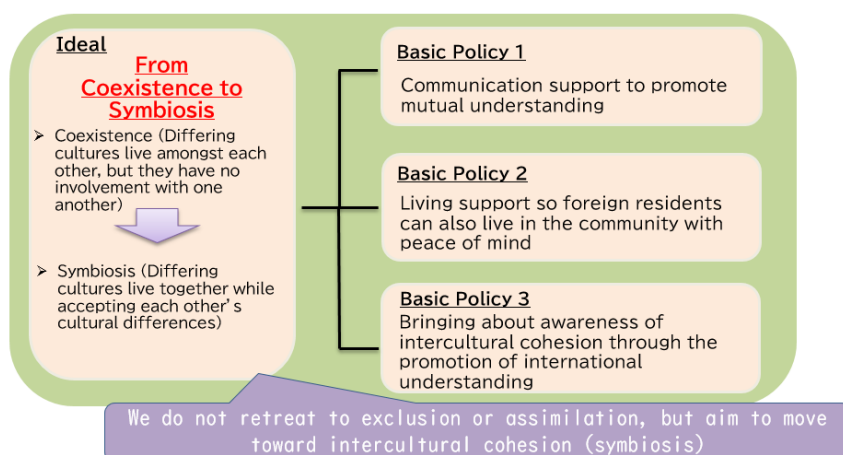 Ideal
From
Coexistence to
Symbiosis
➢ Coexistence (Differing
cultures live amongst each
other, but they have no
involvement with one
another)
➢ Symbiosis (Differing
cultures live together while
accepting each other's
cultural differences)
Basic Policy 1
Communication support to promote
mutual understanding
Basic Policy 2
Living support so foreign residents
can also live in the community with
peace of mind
Basic Policy 3
Bringing about awareness of
intercultural cohesion through the
promotion of international
understanding
We do not retreat to exclusion or assimilation, but aim to move
toward intercultural cohesion (symbiosis)